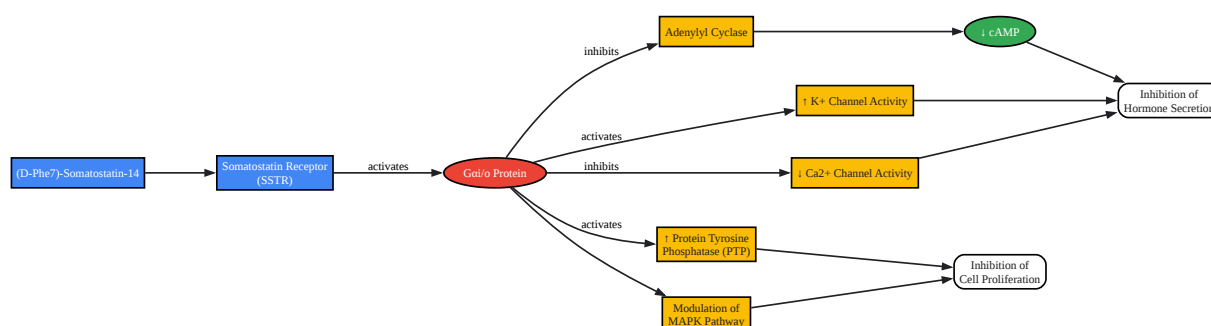 Adenylyl Cyclase
↓ cAMP
inhibits
Inhibition of
Hormone Secretion
↑ K+ Channel Activity
activates
(D-Phe7)-Somatostatin-14
Somatostatin Receptor
(SSTR)
activates
Gαi/o Protein
inhibits
↓ Ca2+ Channel Activity
activates
↑ Protein Tyrosine
Phosphatase (PTP)
Inhibition of
Cell Proliferation
Modulation of
MAPK Pathway